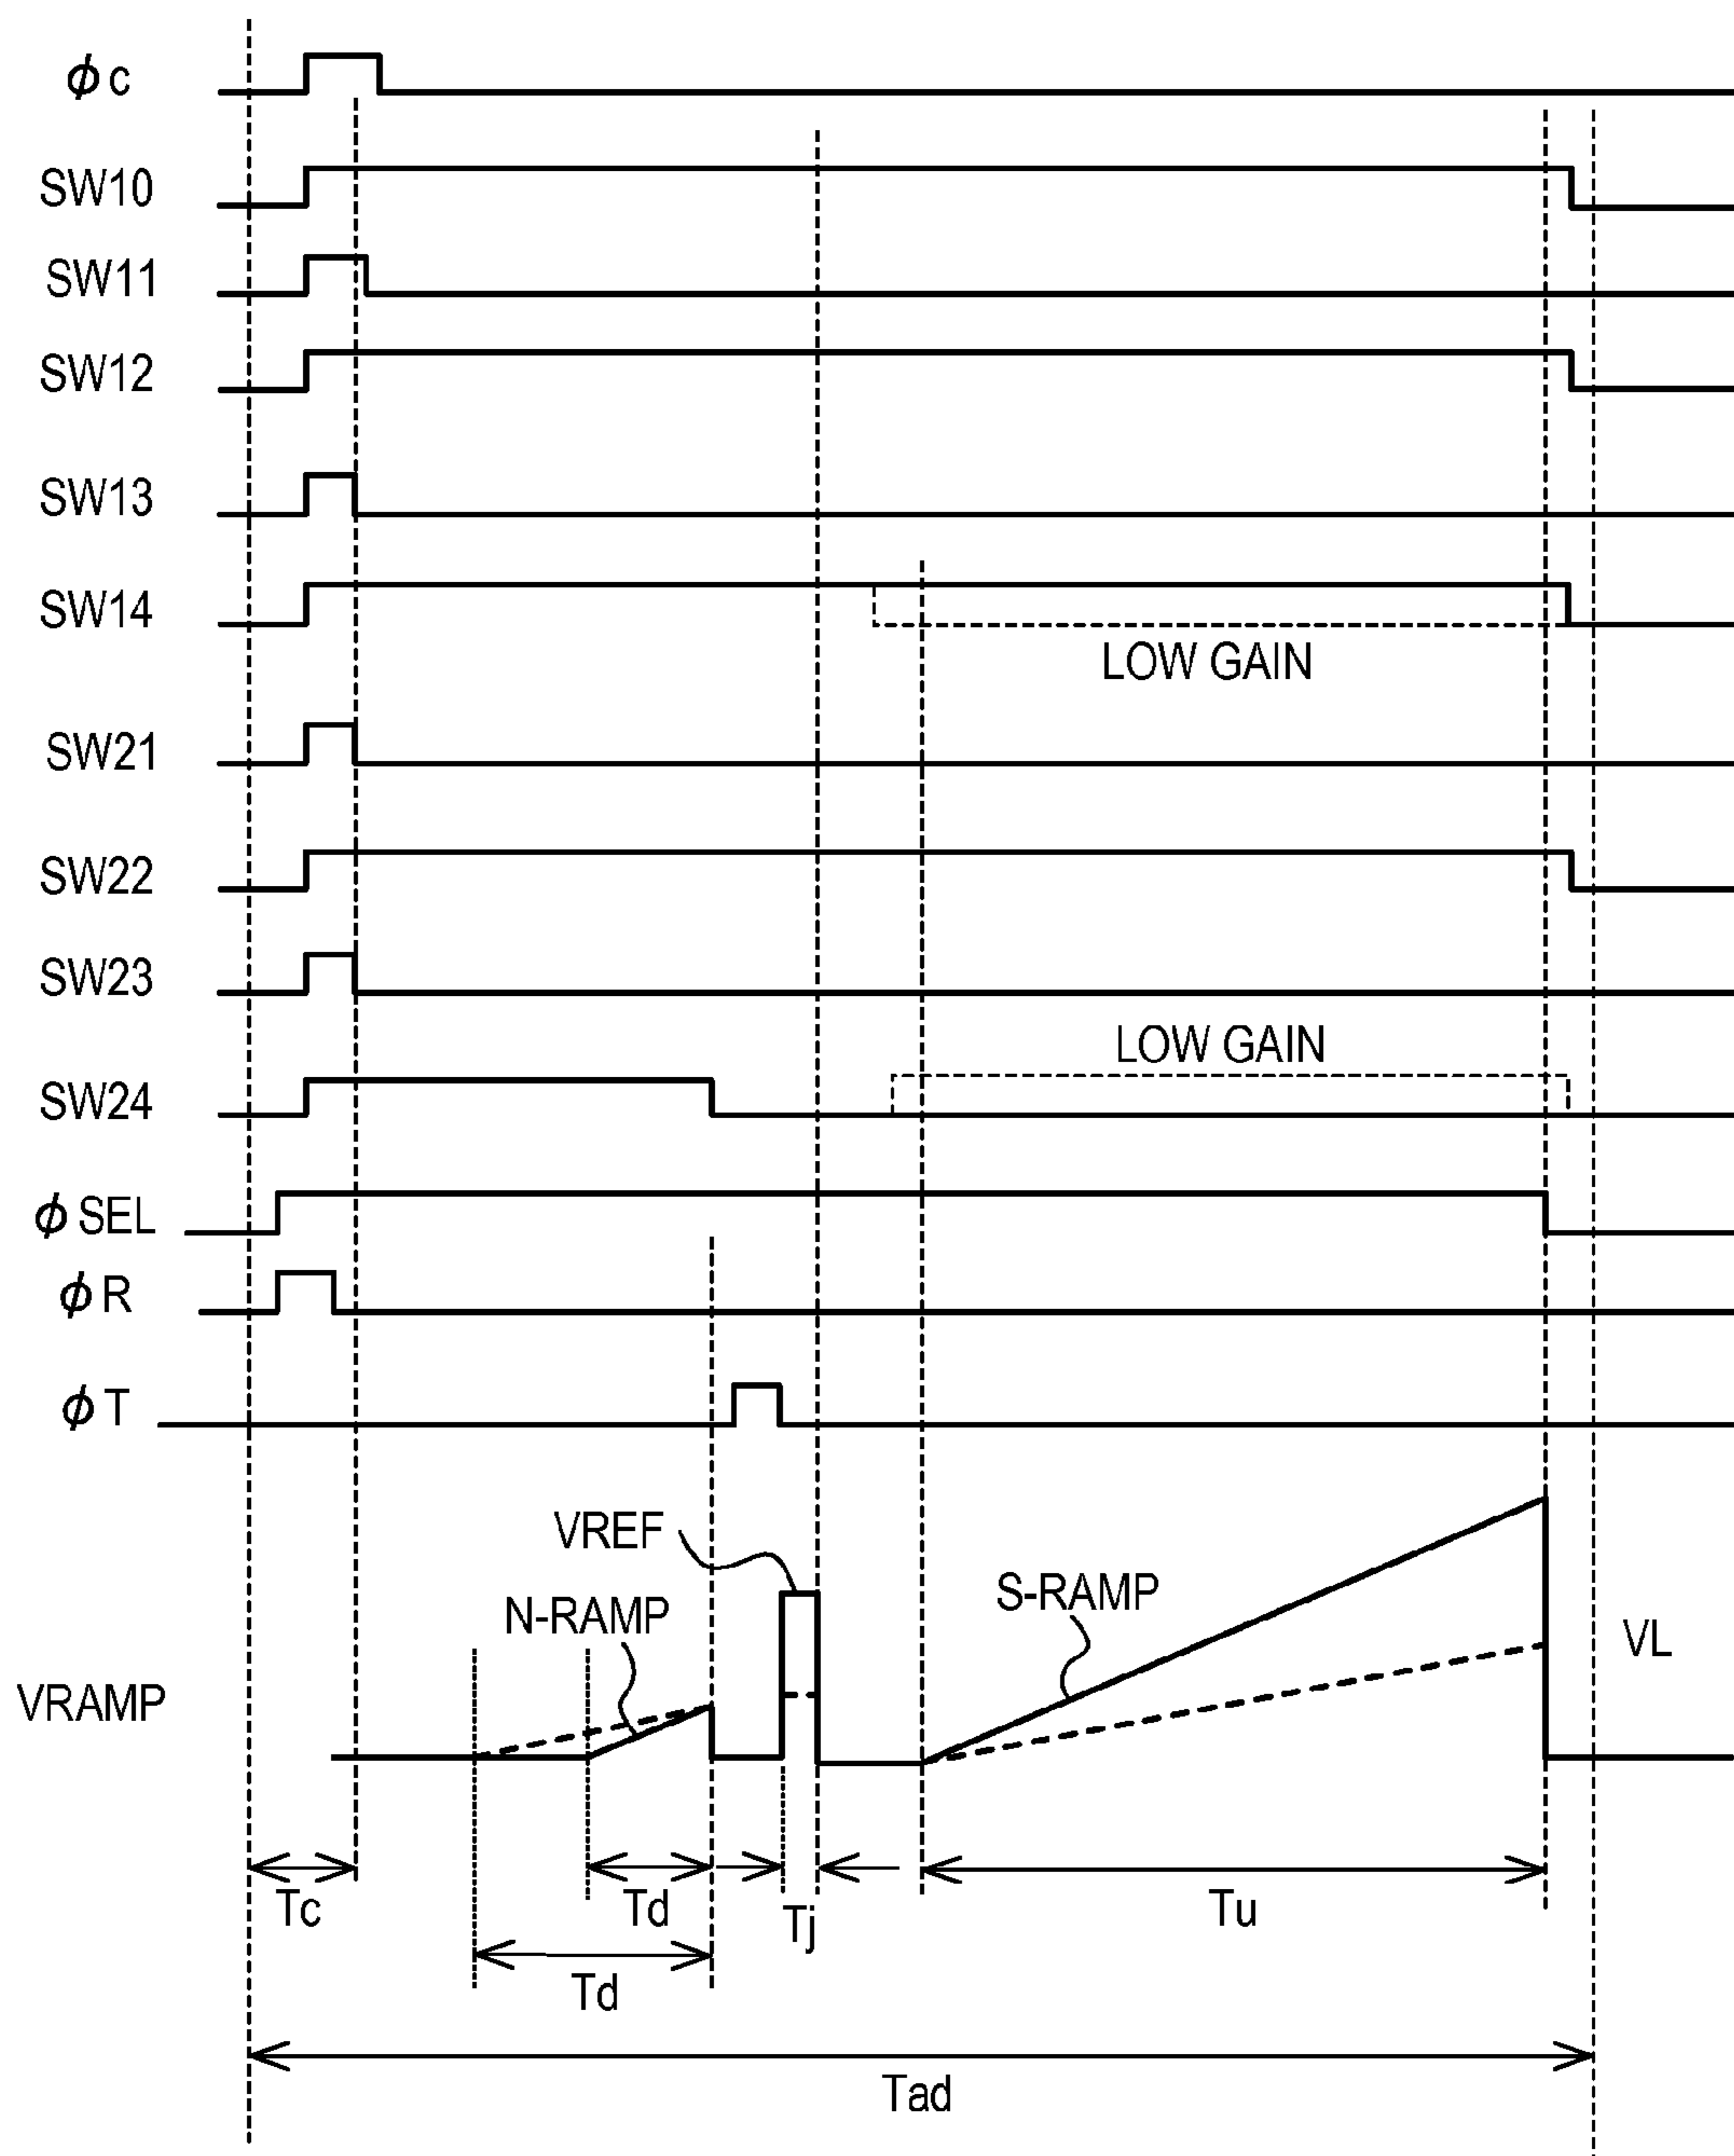 ϕc
SW10
SW11
SW12
SW13
SW14
LOW GAIN
SW21
SW22
SW23
LOW GAIN
SW24
ϕSEL
ϕR
ϕT
VREF
N-RAMP
S-RAMP
VL
VRAMP
Tc
Td
Tj
Tu
Td
Tad